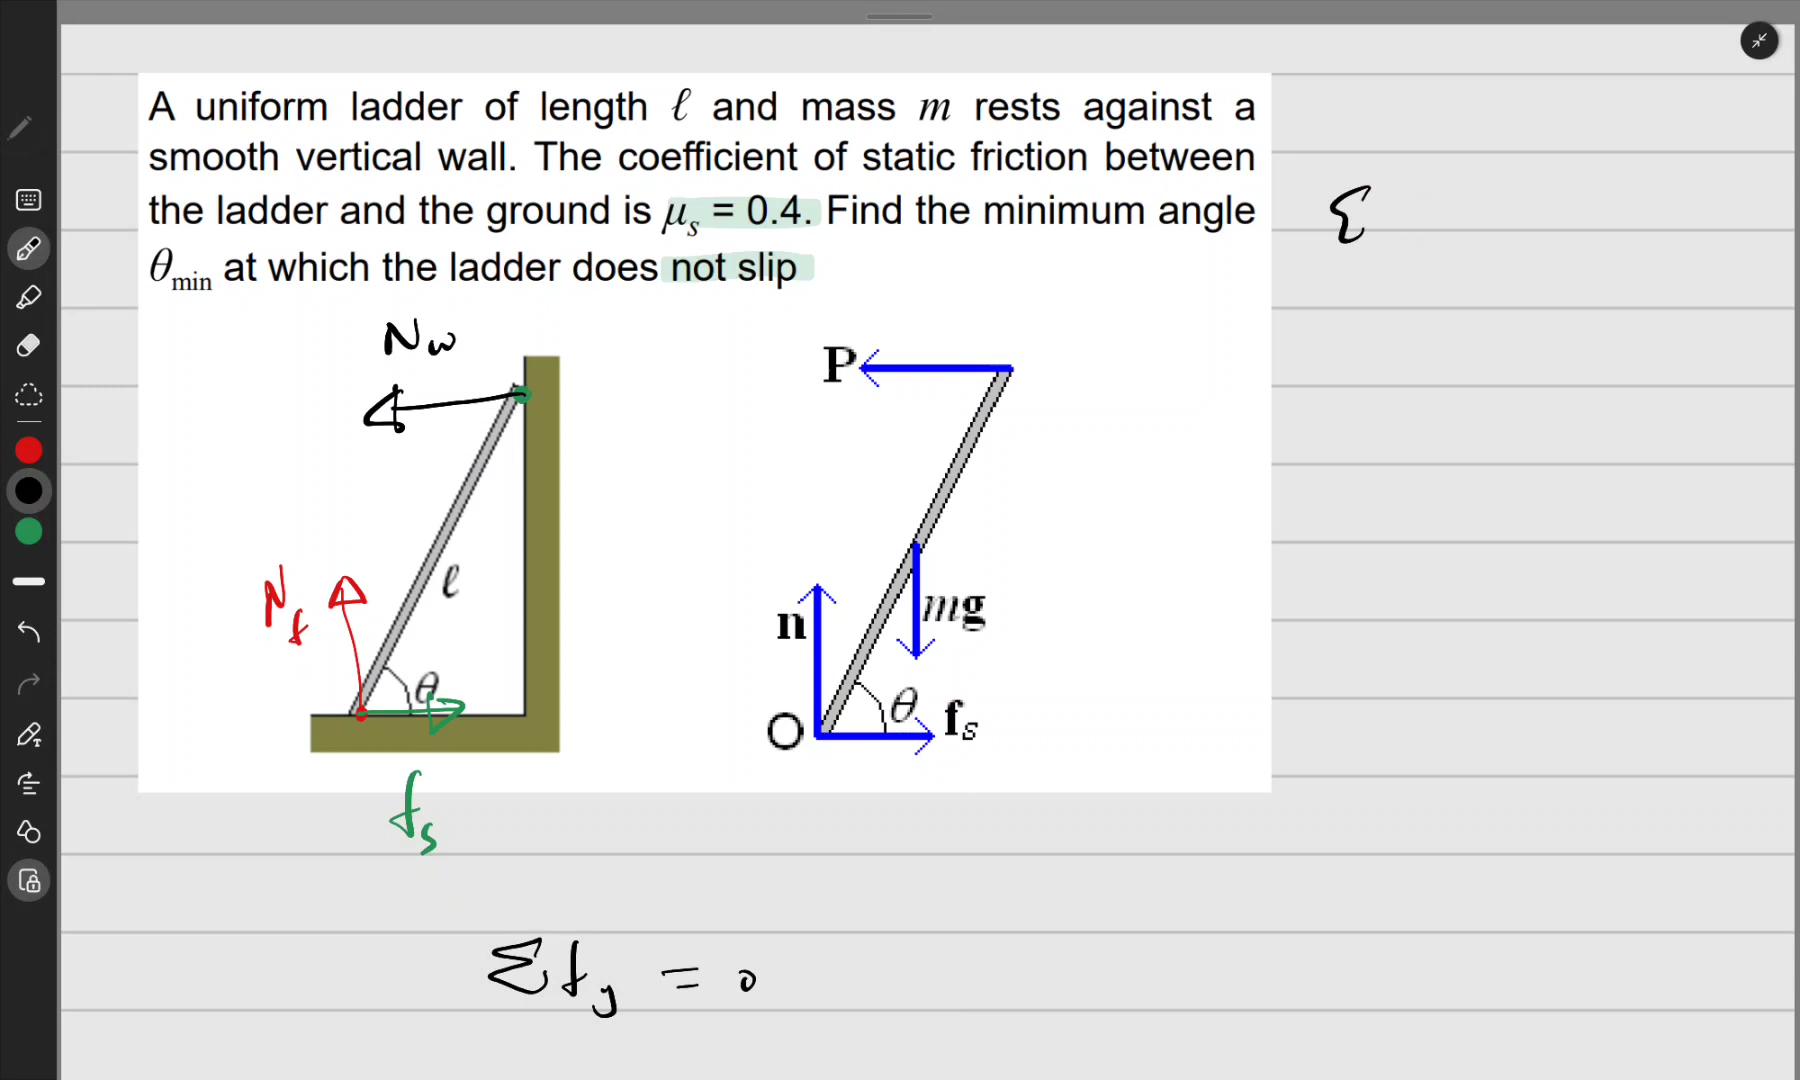 A uniform ladder of length ℓ and mass m rests against a
smooth vertical wall. The coefficient of static friction between
the ladder and the ground is μs = 0.4. Find the minimum angle
θmin at which the ladder does not slip
Σ
Nw
P
ℓ
Nf
n
mg
θ
θ
O
fs
fs
Σfy = 0